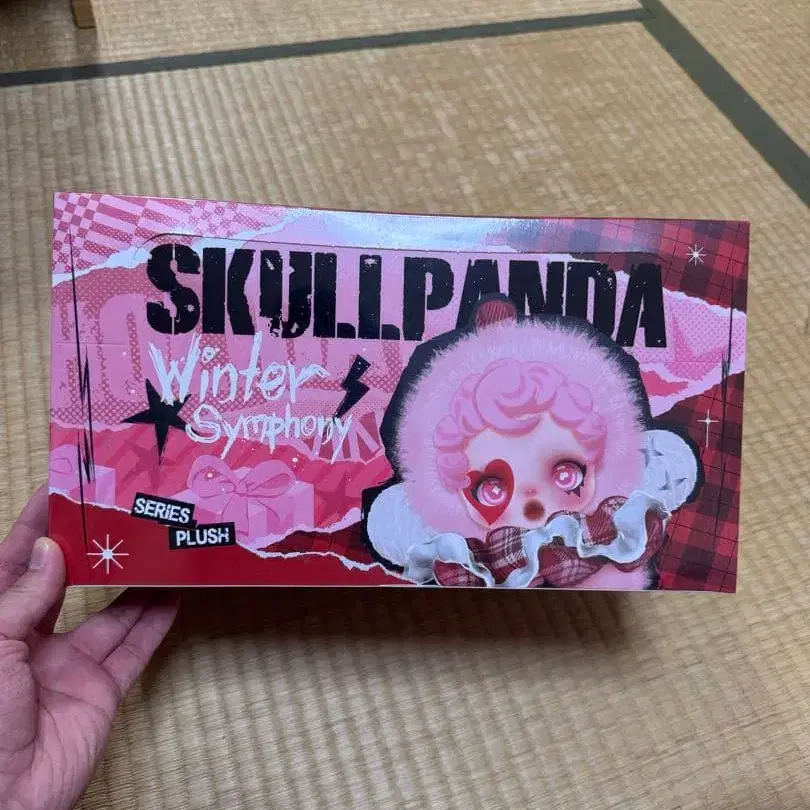 SKULLPANDA
Winter
Symphony
SERIES
PLUSH